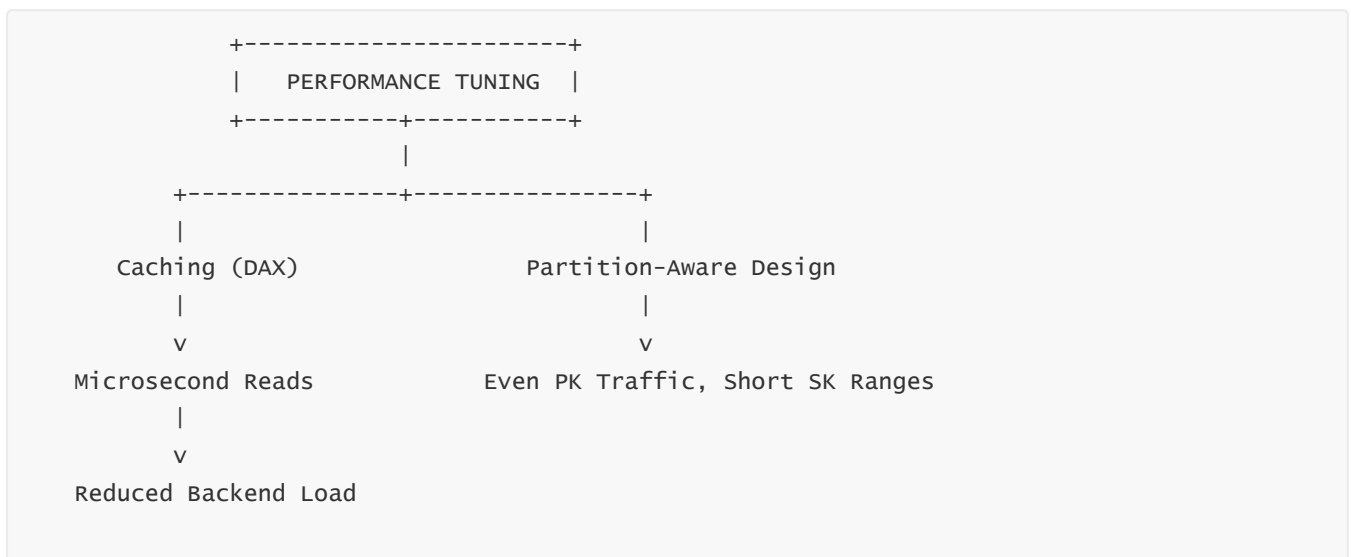 +-----------------------+
|   PERFORMANCE TUNING  |
+-----------+-----------+
|
+---------------+----------------+
|                                |
Caching (DAX)                Partition-Aware Design
|                                |
v                                v
Microsecond Reads            Even PK Traffic, Short SK Ranges
|
v
Reduced Backend Load